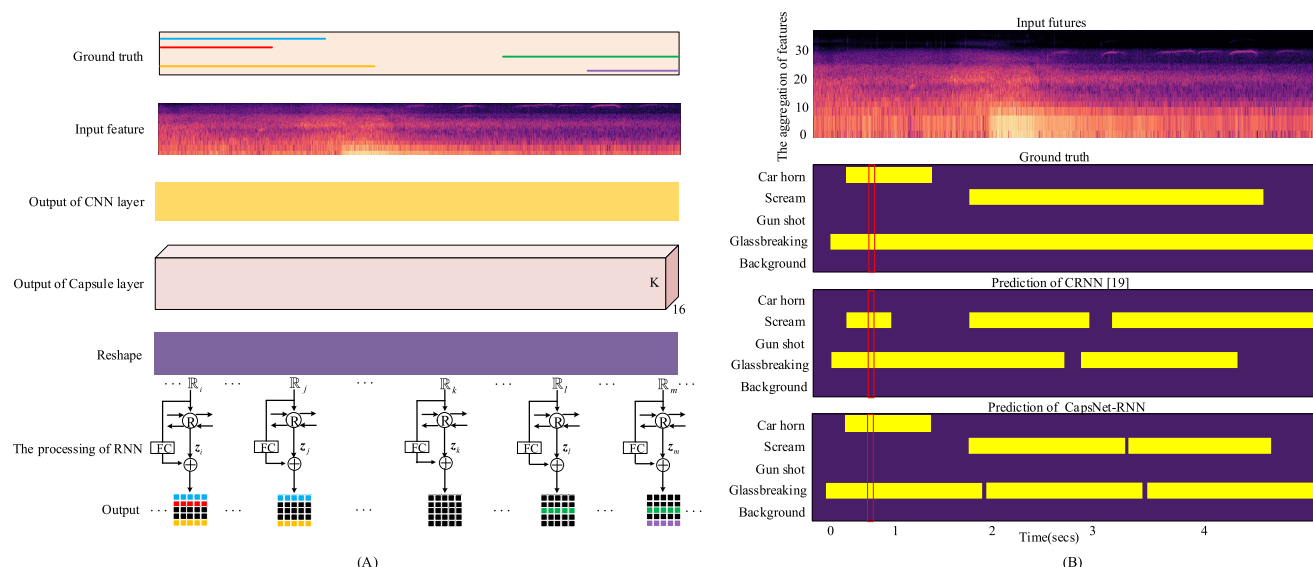 Ground truth
Input feature
Output of CNN layer
Output of Capsule layer
K
16
Reshape
· · · ℝi · · · ℝj · · · ℝk · · · ℝl · · · ℝm · · ·
R R R R R
The processing of RNN
FC zi FC zj FC zk FC zl FC zm
Output · · · · · · · · · · · · · · ·
(A)
Input futures
The aggregation of features
30
20
10
0
Ground truth
Car horn
Scream
Gun shot
Glassbreaking
Background
Prediction of CRNN [19]
Car horn
Scream
Gun shot
Glassbreaking
Background
Prediction of CapsNet-RNN
Car horn
Scream
Gun shot
Glassbreaking
Background
0 1 2 3 4
Time(secs)
(B)